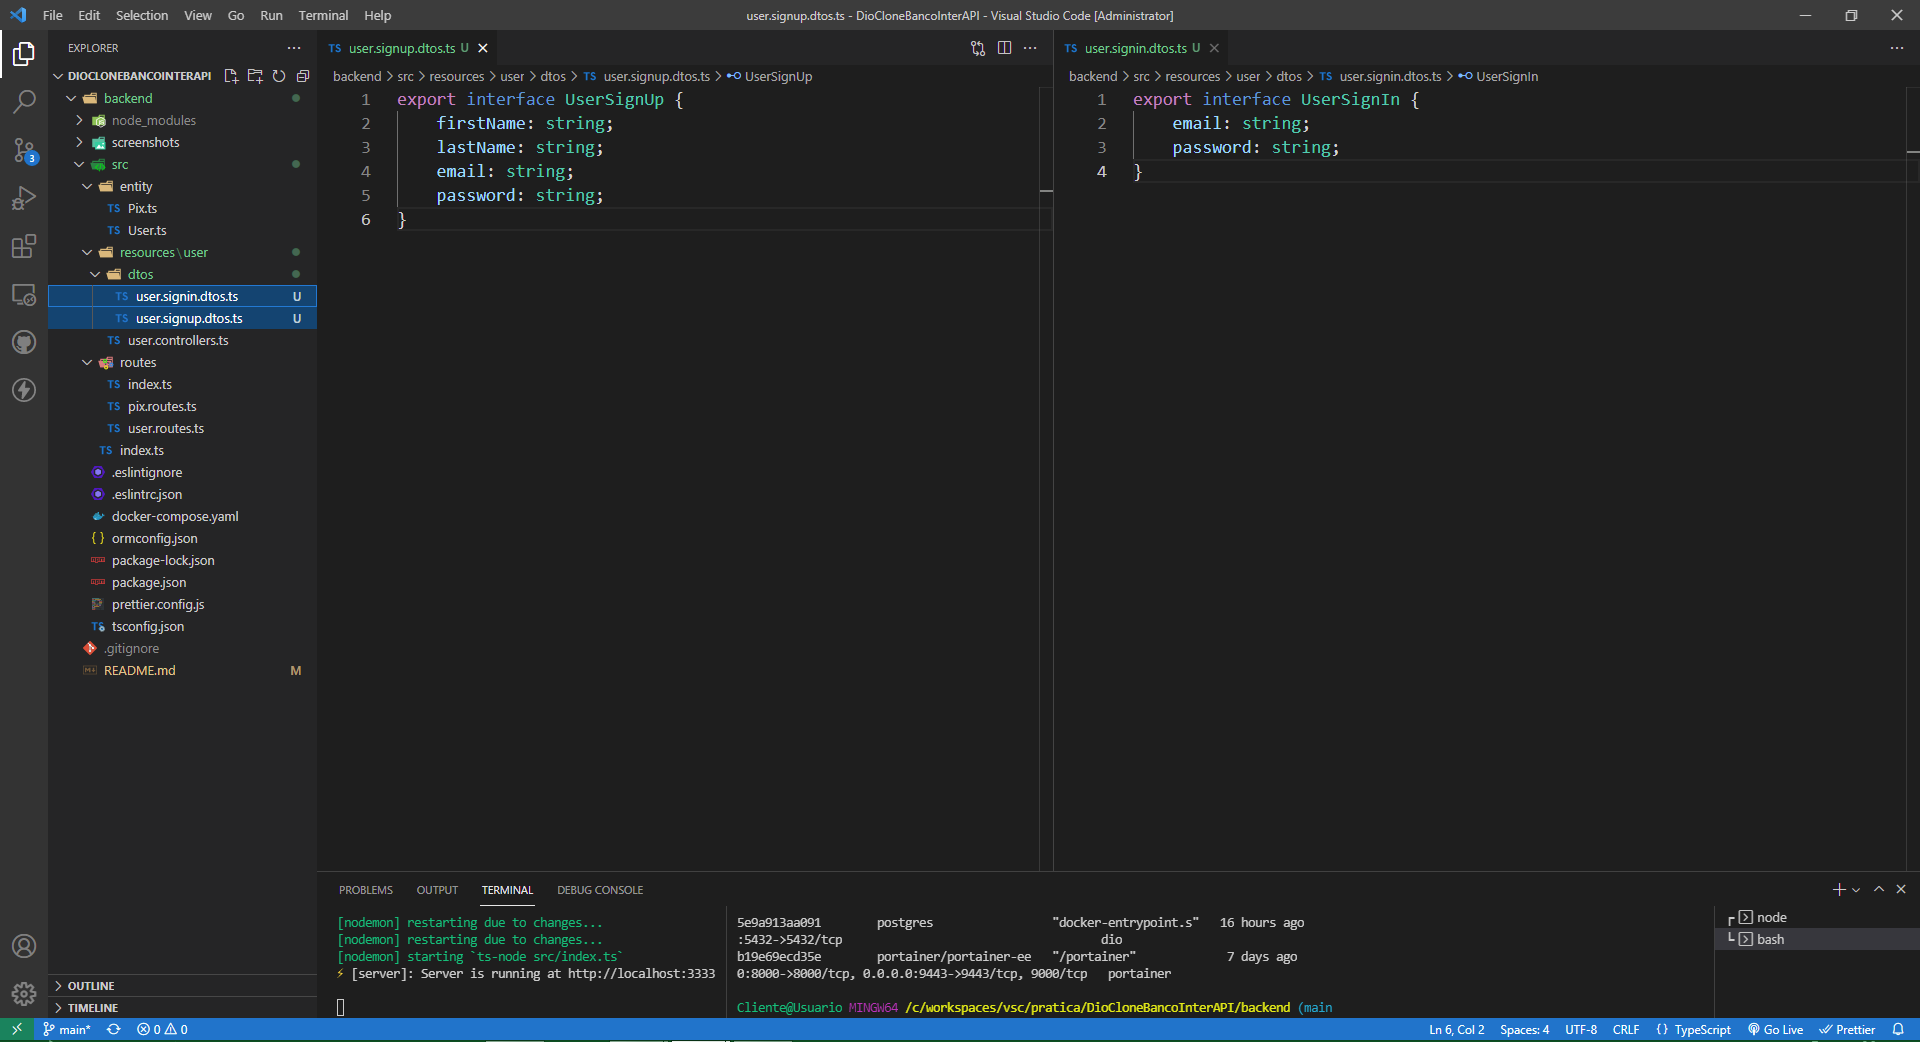 File Edit Selection View Go Run Terminal Help
user.signup.dtos.ts - DioCloneBancoInterAPI - Visual Studio Code [Administrator]
EXPLORER
DIOCLONEBANCOINTERAPI
backend
node_modules
screenshots
src
entity
TS Pix.ts
TS User.ts
resources\user
dtos
TS user.signin.dtos.ts U
TS user.signup.dtos.ts U
TS user.controllers.ts
routes
TS index.ts
TS pix.routes.ts
TS user.routes.ts
TS index.ts
.eslintignore
.eslintrc.json
docker-compose.yaml
{} ormconfig.json
package-lock.json
package.json
prettier.config.js
TS tsconfig.json
.gitignore
README.md M
OUTLINE
TIMELINE
3
TS user.signup.dtos.ts U
backend > src > resources > user > dtos > TS user.signup.dtos.ts > UserSignUp
1 export interface UserSignUp {
2 firstName: string;
3 lastName: string;
4 email: string;
5 password: string;
6 }
TS user.signin.dtos.ts U
backend > src > resources > user > dtos > TS user.signin.dtos.ts > UserSignIn
1 export interface UserSignIn {
2 email: string;
3 password: string;
4 }
PROBLEMS OUTPUT TERMINAL DEBUG CONSOLE
[nodemon] restarting due to changes...
[nodemon] restarting due to changes...
[nodemon] starting `ts-node src/index.ts`
⚡ [server]: Server is running at http://localhost:3333
5e9a913aa091 postgres "docker-entrypoint.s" 16 hours ago
:5432->5432/tcp dio
b19e69ecd35e portainer/portainer-ee "/portainer" 7 days ago
0:8000->8000/tcp, 0.0.0.0:9443->9443/tcp, 9000/tcp portainer
Cliente@Usuario MINGW64 /c/workspaces/vsc/pratica/DioCloneBancoInterAPI/backend (main
node
bash
main* 0 0
Ln 6, Col 2 Spaces: 4 UTF-8 CRLF {} TypeScript Go Live Prettier